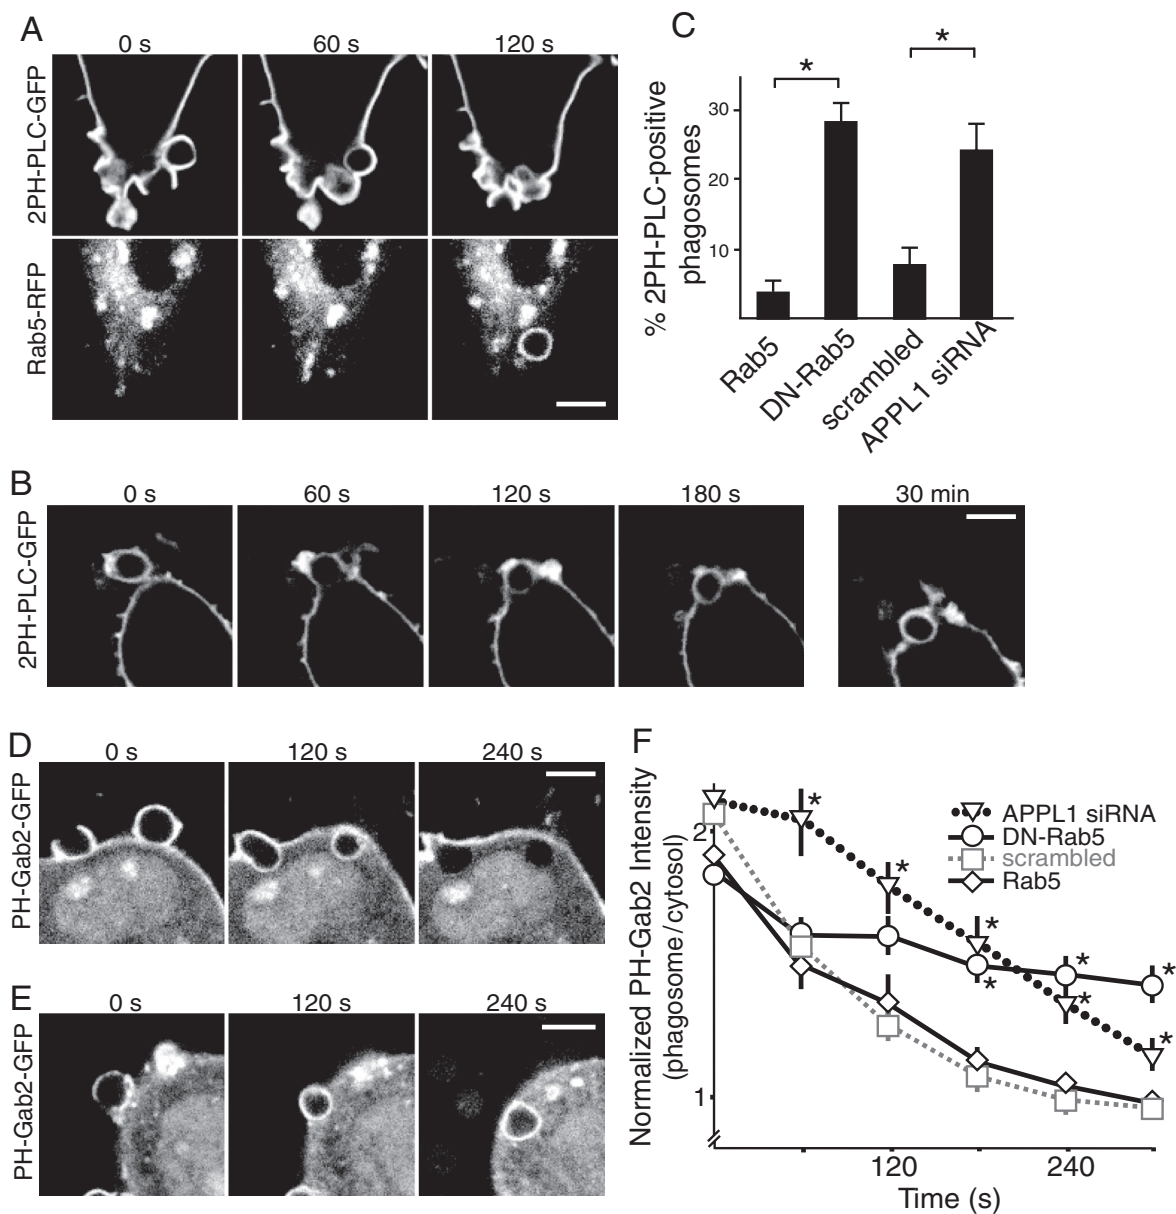 A
0 s
60 s
120 s
2PH-PLC-GFP
Rab5-RFP
C
% 2PH-PLC-positive
phagosomes
30
20
10
*
*
Rab5
DN-Rab5
scrambled
APPL1 siRNA
B
0 s
60 s
120 s
180 s
30 min
2PH-PLC-GFP
D
0 s
120 s
240 s
PH-Gab2-GFP
E
0 s
120 s
240 s
PH-Gab2-GFP
F
Normalized PH-Gab2 Intensity
(phagosome/cytosol)
2
1
APPL1 siRNA
DN-Rab5
scrambled
Rab5
*
*
*
*
*
*
*
*
120
240
Time (s)